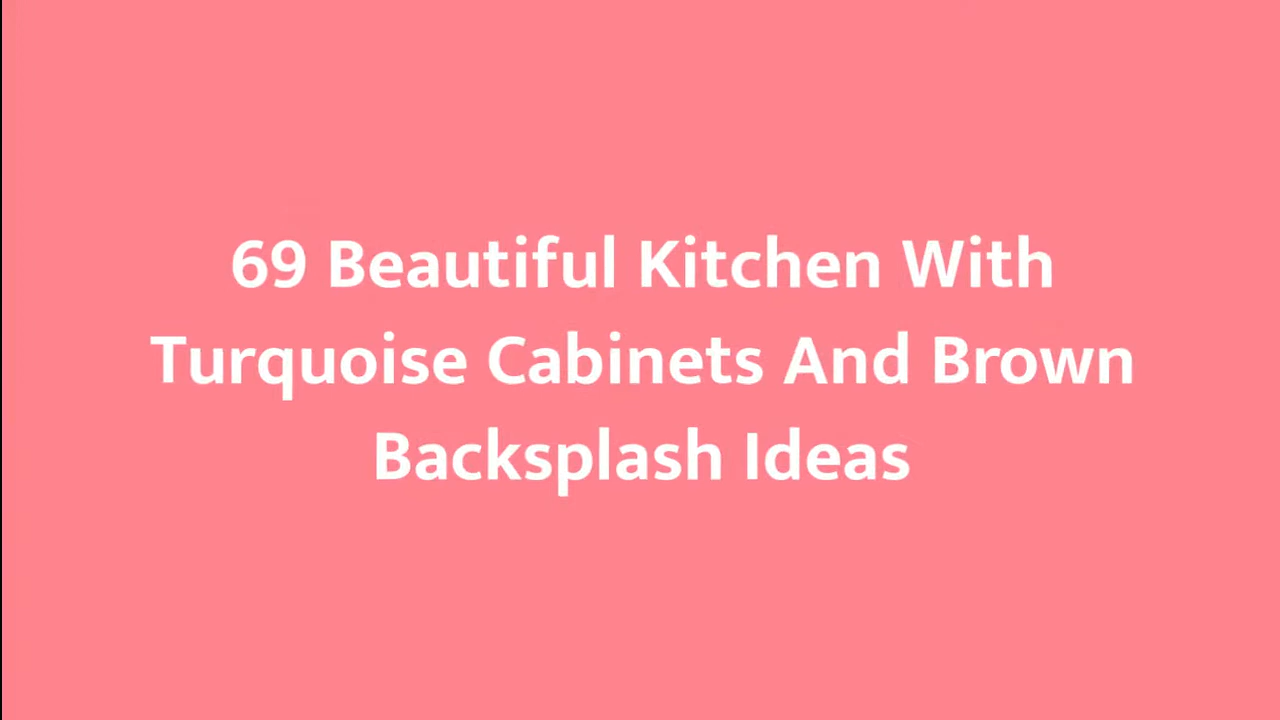 69 Beautiful Kitchen With
Turquoise Cabinets And Brown
Backsplash Ideas